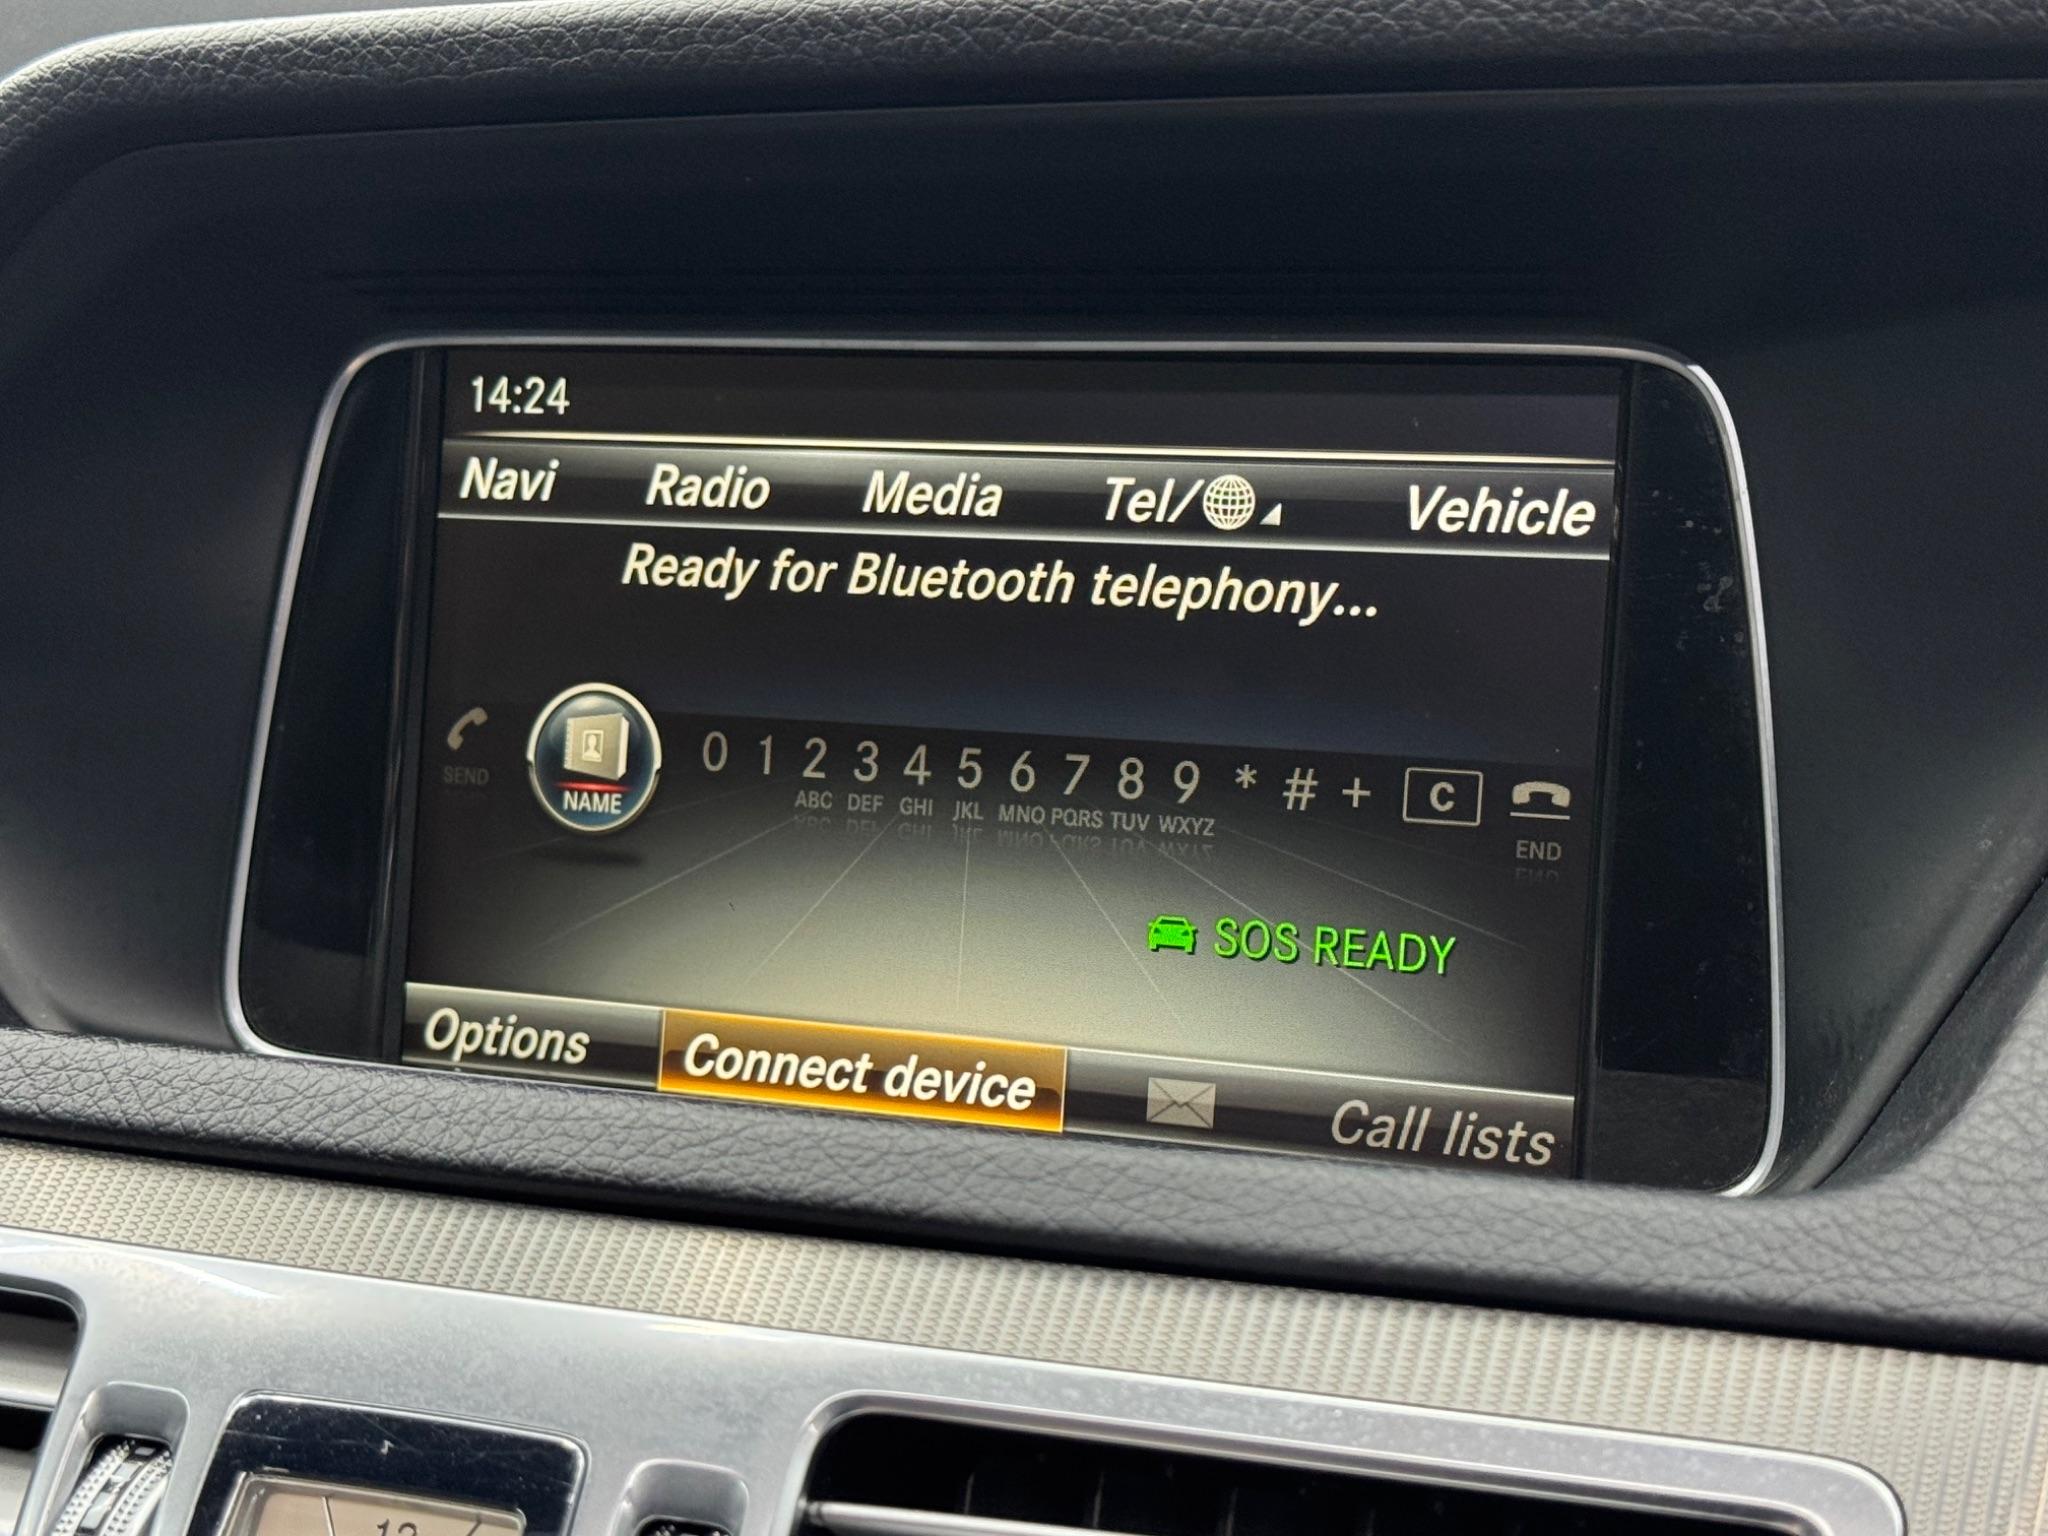 14:24
Navi Radio Media Tel/ Vehicle
Ready for Bluetooth telephony...
0 1 2 3 4 5 6 7 8 9 * # + C
SEND NAME ABC DEF GHI JKL MNO PQRS TUV WXYZ END
SOS READY
Options Connect device Call lists
12